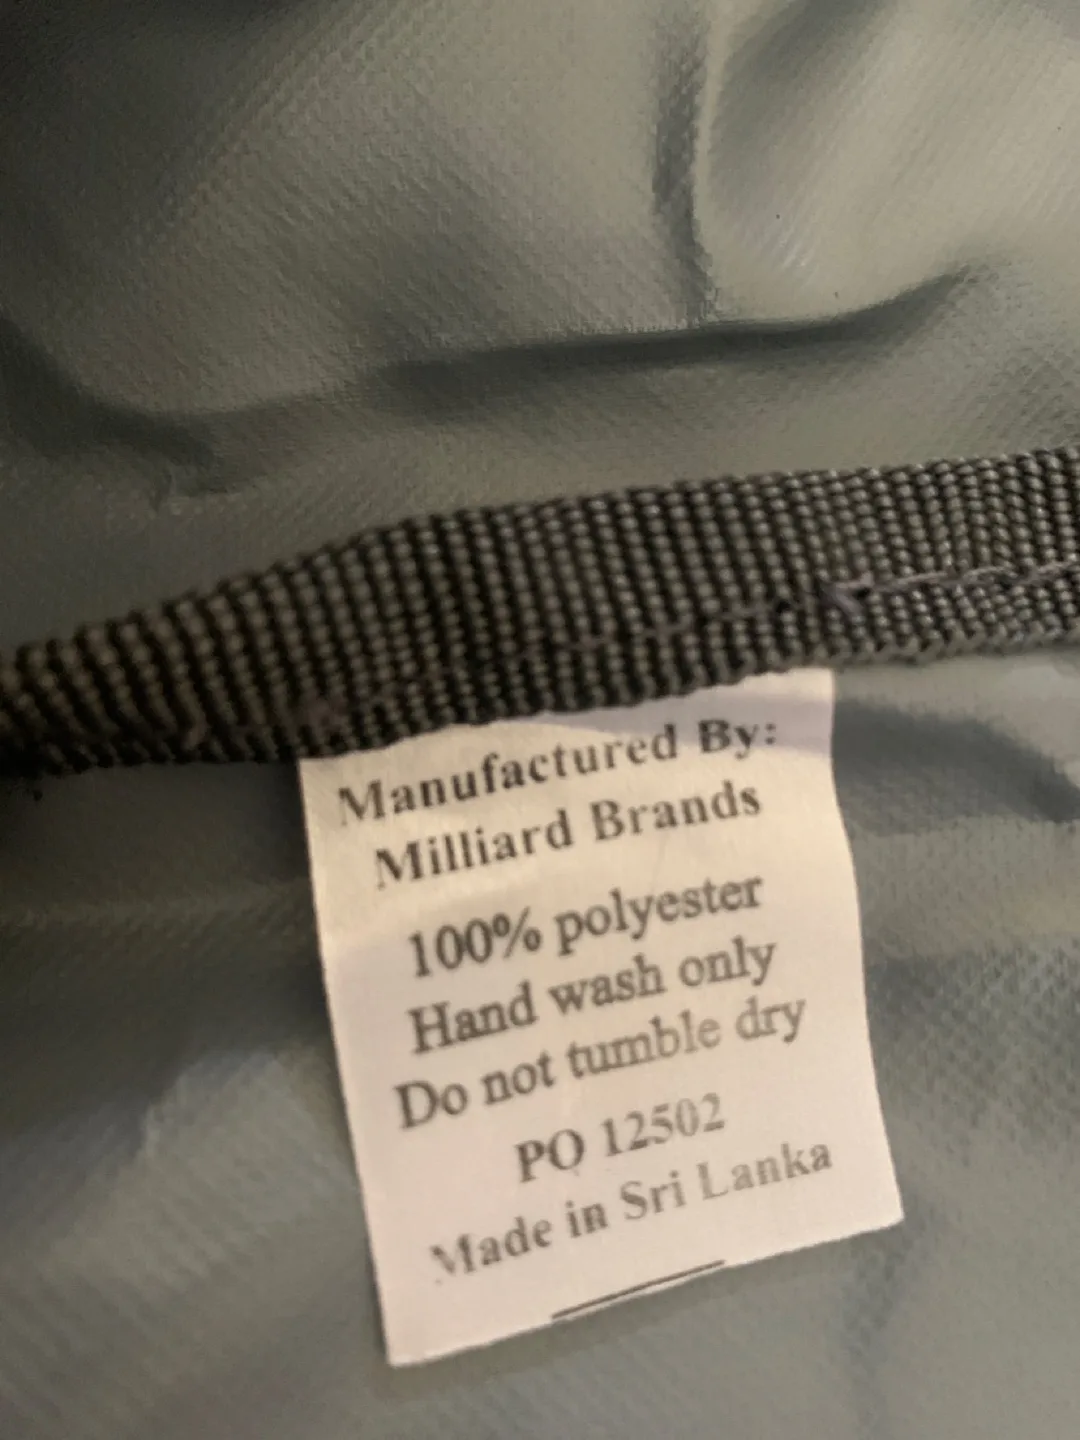 Manufactured By:
Milliard Brands
100% polyester
Hand wash only
Do not tumble dry
PO 12502
Made in Sri Lanka